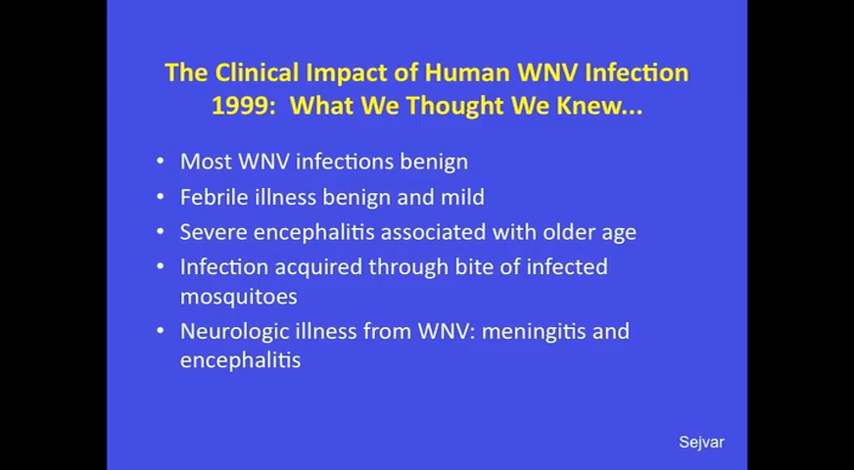 The Clinical Impact of Human WNV Infection
1999: What We Thought We Knew...
• Most WNV infections benign
• Febrile illness benign and mild
• Severe encephalitis associated with older age
• Infection acquired through bite of infected
mosquitoes
• Neurologic illness from WNV: meningitis and
encephalitis
Sejvar